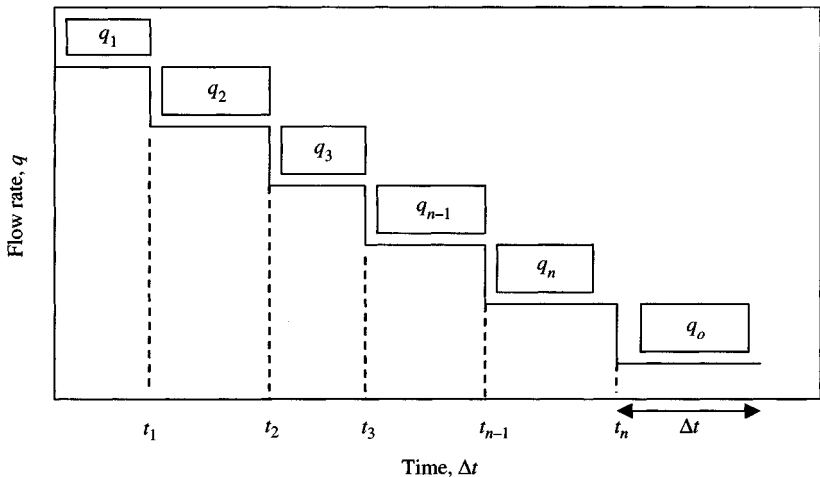 q1
q2
q3
qn–1
qn
qo
Flow rate, q
t1 t2 t3 tn–1 tn Δt
Time, Δt